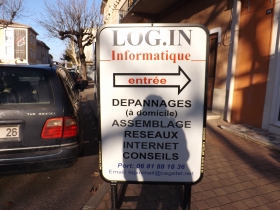 LOG.IN
Informatique
entrée
DEPANNAGES
(à domicile)
ASSEMBLAGE
RESEAUX
INTERNET
CONSEILS
26